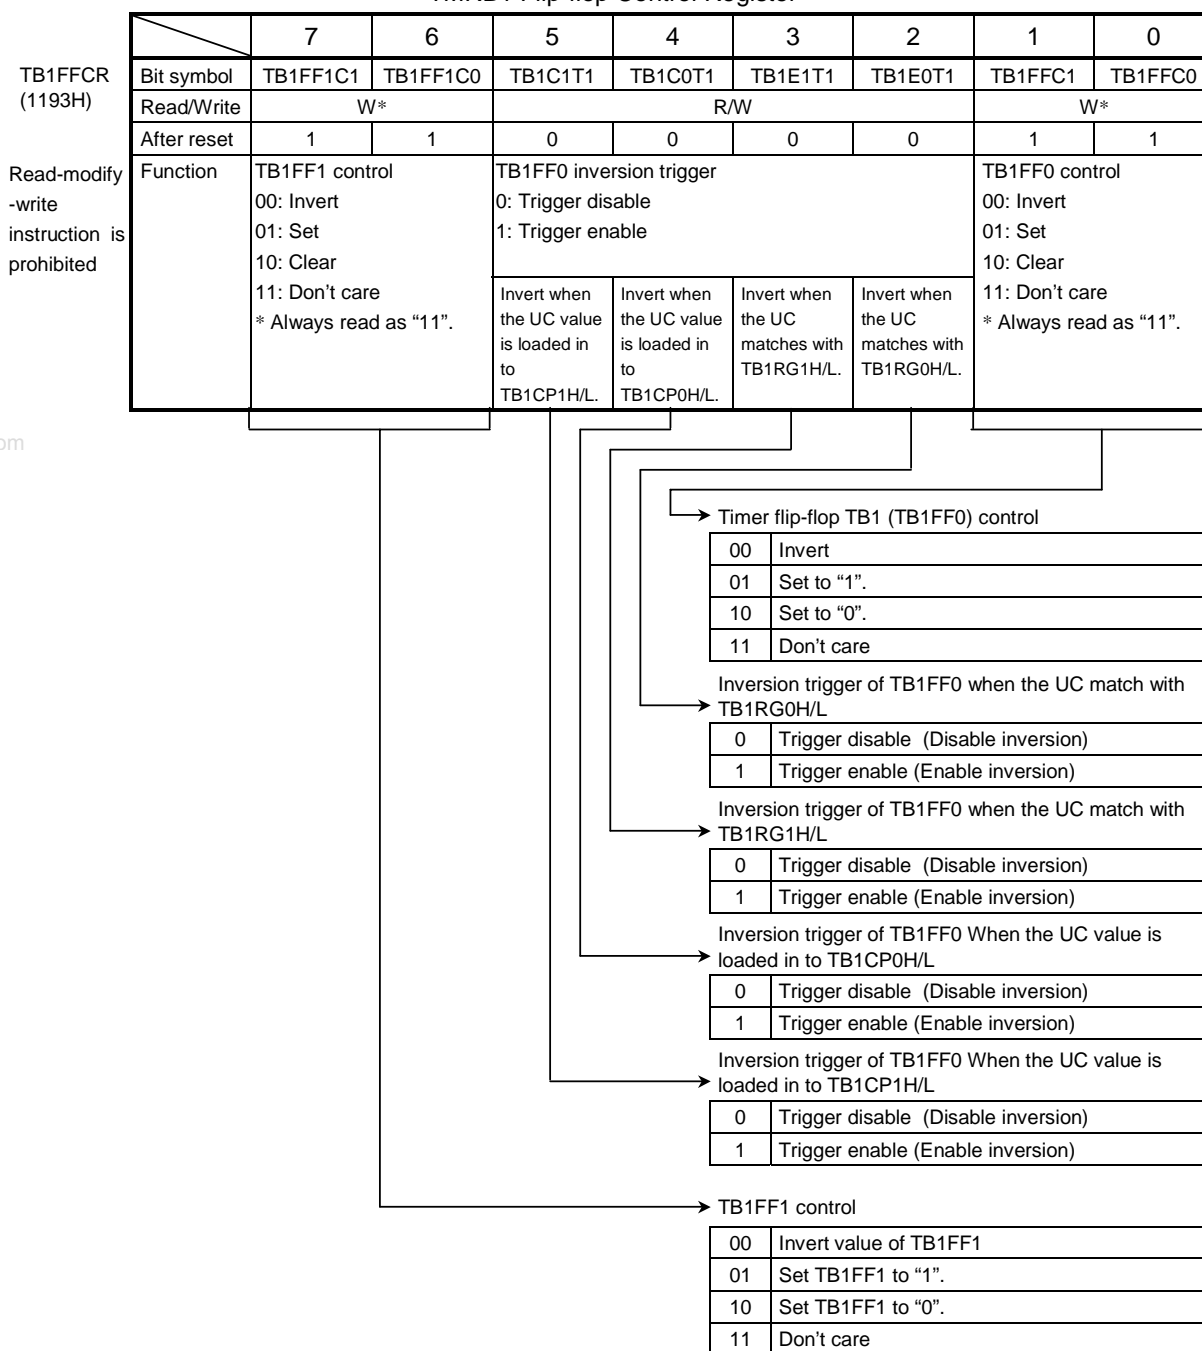 TMRB1 Flip-flop Control Register
7 6 5 4 3 2 1 0
TB1FFCR
(1193H)
Bit symbol TB1FF1C1 TB1FF1C0 TB1C1T1 TB1C0T1 TB1E1T1 TB1E0T1 TB1FFC1 TB1FFC0
Read/Write W* R/W W*
After reset 1 1 0 0 0 0 1 1
Read-modify
-write
instruction is
prohibited
Function
TB1FF1 control
00: Invert
01: Set
10: Clear
11: Don't care
* Always read as “11”.
TB1FF0 inversion trigger
0: Trigger disable
1: Trigger enable
Invert when
the UC value
is loaded in
to
TB1CP1H/L.
Invert when
the UC value
is loaded in
to
TB1CP0H/L.
Invert when
the UC
matches with
TB1RG1H/L.
Invert when
the UC
matches with
TB1RG0H/L.
TB1FF0 control
00: Invert
01: Set
10: Clear
11: Don't care
* Always read as “11”.
om
Timer flip-flop TB1 (TB1FF0) control
00 Invert
01 Set to “1”.
10 Set to “0”.
11 Don't care
Inversion trigger of TB1FF0 when the UC match with
TB1RG0H/L
0 Trigger disable (Disable inversion)
1 Trigger enable (Enable inversion)
Inversion trigger of TB1FF0 when the UC match with
TB1RG1H/L
0 Trigger disable (Disable inversion)
1 Trigger enable (Enable inversion)
Inversion trigger of TB1FF0 When the UC value is
loaded in to TB1CP0H/L
0 Trigger disable (Disable inversion)
1 Trigger enable (Enable inversion)
Inversion trigger of TB1FF0 When the UC value is
loaded in to TB1CP1H/L
0 Trigger disable (Disable inversion)
1 Trigger enable (Enable inversion)
TB1FF1 control
00 Invert value of TB1FF1
01 Set TB1FF1 to “1”.
10 Set TB1FF1 to “0”.
11 Don't care